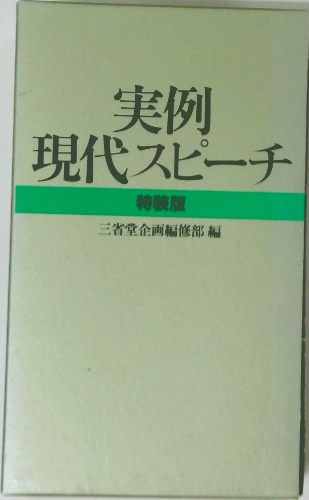 実例
現代スピーチ
特装版
三省堂企画編修部 編